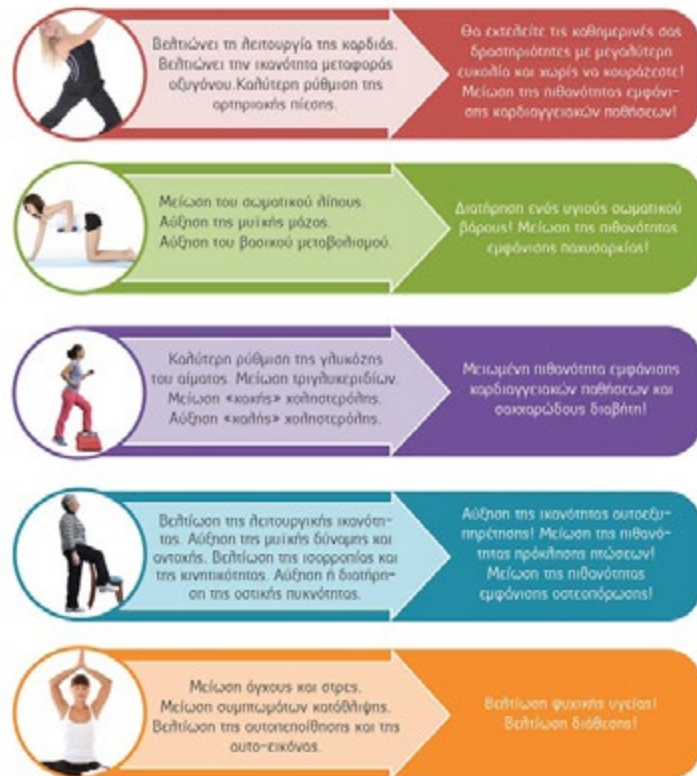 Βελτιώνει τη λειτουργία της καρδιάς.
Βελτιώνει την ικανότητα μεταφοράς
οξυγόνου.Καλύτερη ρύθμιση της
αρτηριακής πίεσης.
Θα εκτελείτε τις καθημερινές σας
δραστηριότητες με μεγαλύτερη
ευκολία και χωρίς να κουράζεστε!
Μείωση της πιθανότητας εμφάνι-
σης καρδιαγγειακών παθήσεων!
Μείωση του σωματικού λίπους.
Αύξηση της μυϊκής μάζας.
Αύξηση του βασικού μεταβολισμού.
Διατήρηση ενός υγιούς σωματικού
βάρους! Μείωση της πιθανότητας
εμφάνισης παχυσαρκίας!
Καλύτερη ρύθμιση της γλυκόζης
του αίματος. Μείωση τριγλυκεριδίων.
Μείωση «κακής» χοληστερόλης.
Αύξηση «καλής» χοληστερόλης.
Μειωμένη πιθανότητα εμφάνισης
καρδιαγγειακών παθήσεων και
σακχαρώδους διαβήτη!
Βελτίωση της λειτουργικής ικανότη-
τας. Αύξηση της μυϊκής δύναμης και
αντοχής. Βελτίωση της ισορροπίας και
της κινητικότητας. Αύξηση ή διατήρη-
ση της οστικής πυκνότητας.
Αύξηση της ικανότητας αυτοεξυ-
πηρέτησης! Μείωση της πιθανό-
τητας πρόκλησης πτώσεων!
Μείωση της πιθανότητας
εμφάνισης οστεοπόρωσης!
Μείωση άγχους και στρες.
Μείωση συμπτωμάτων κατάθλιψης.
Βελτίωση της αυτοπεποίθησης και της
αυτο-εικόνας.
Βελτίωση ψυχικής υγείας!
Βελτίωση διάθεσης!